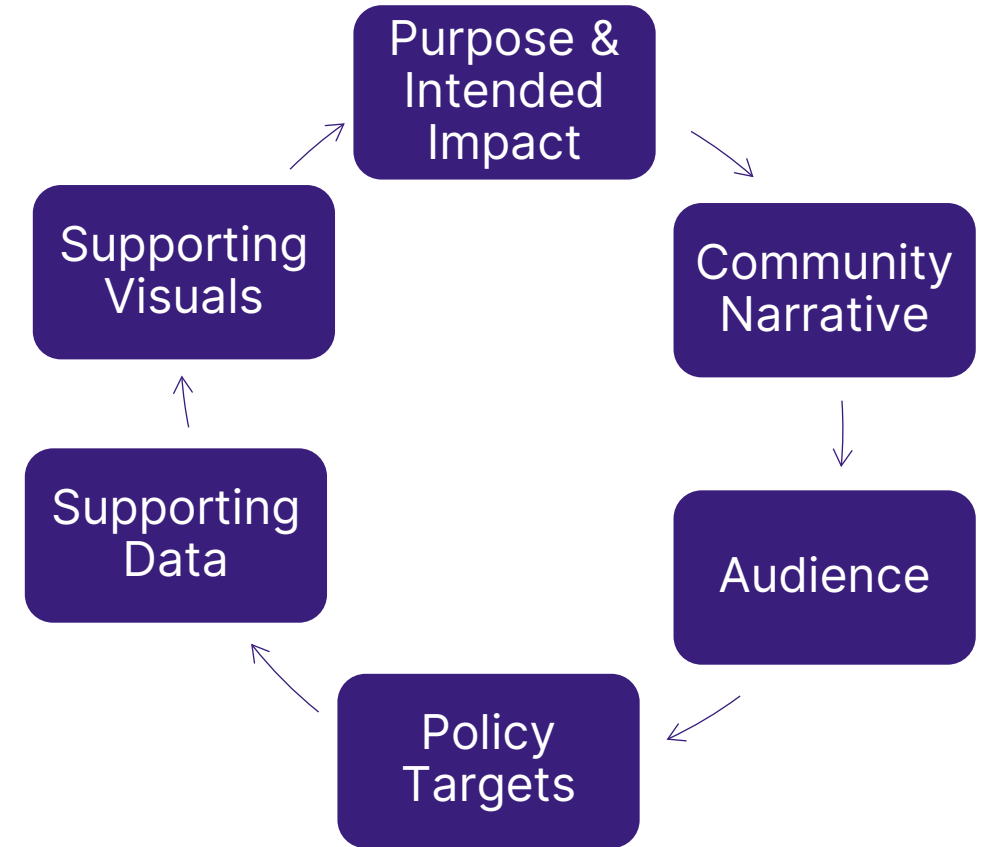 Purpose &
Intended
Impact
Community
Narrative
Audience
Policy
Targets
Supporting
Data
Supporting
Visuals